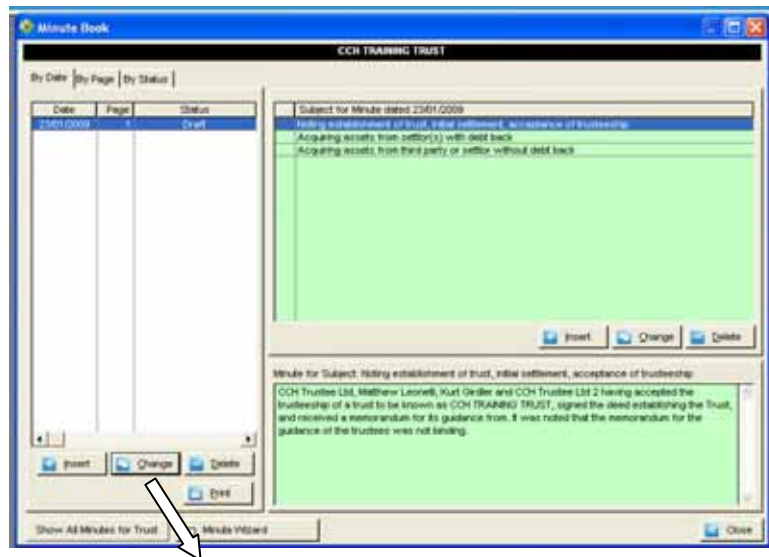 Minute Book
CCH TRAINING TRUST
By Date By Page By Status
Date Page Status
23/01/2009 1 Draft
Subject for Minute dated 23/01/2009
Noting establishment of trust, initial settlement, acceptance of trusteeship
Acquiring assets from settlor(s) with debt back
Acquiring assets from third party or settlor without debt back
Insert Change Delete
Minute for Subject: Noting establishment of trust, initial settlement, acceptance of trusteeship
CCH Trustee Ltd, Matthew Leonelli, Kurt Girdler and CCH Trustee Ltd 2 having accepted the
trusteeship of a trust to be known as CCH TRAINING TRUST, signed the deed establishing the Trust,
and received a memorandum for its guidance from. It was noted that the memorandum for the
guidance of the trustees was not binding.
Insert Change Delete
Print
Show All Minutes for Trust Minute Wizard Close